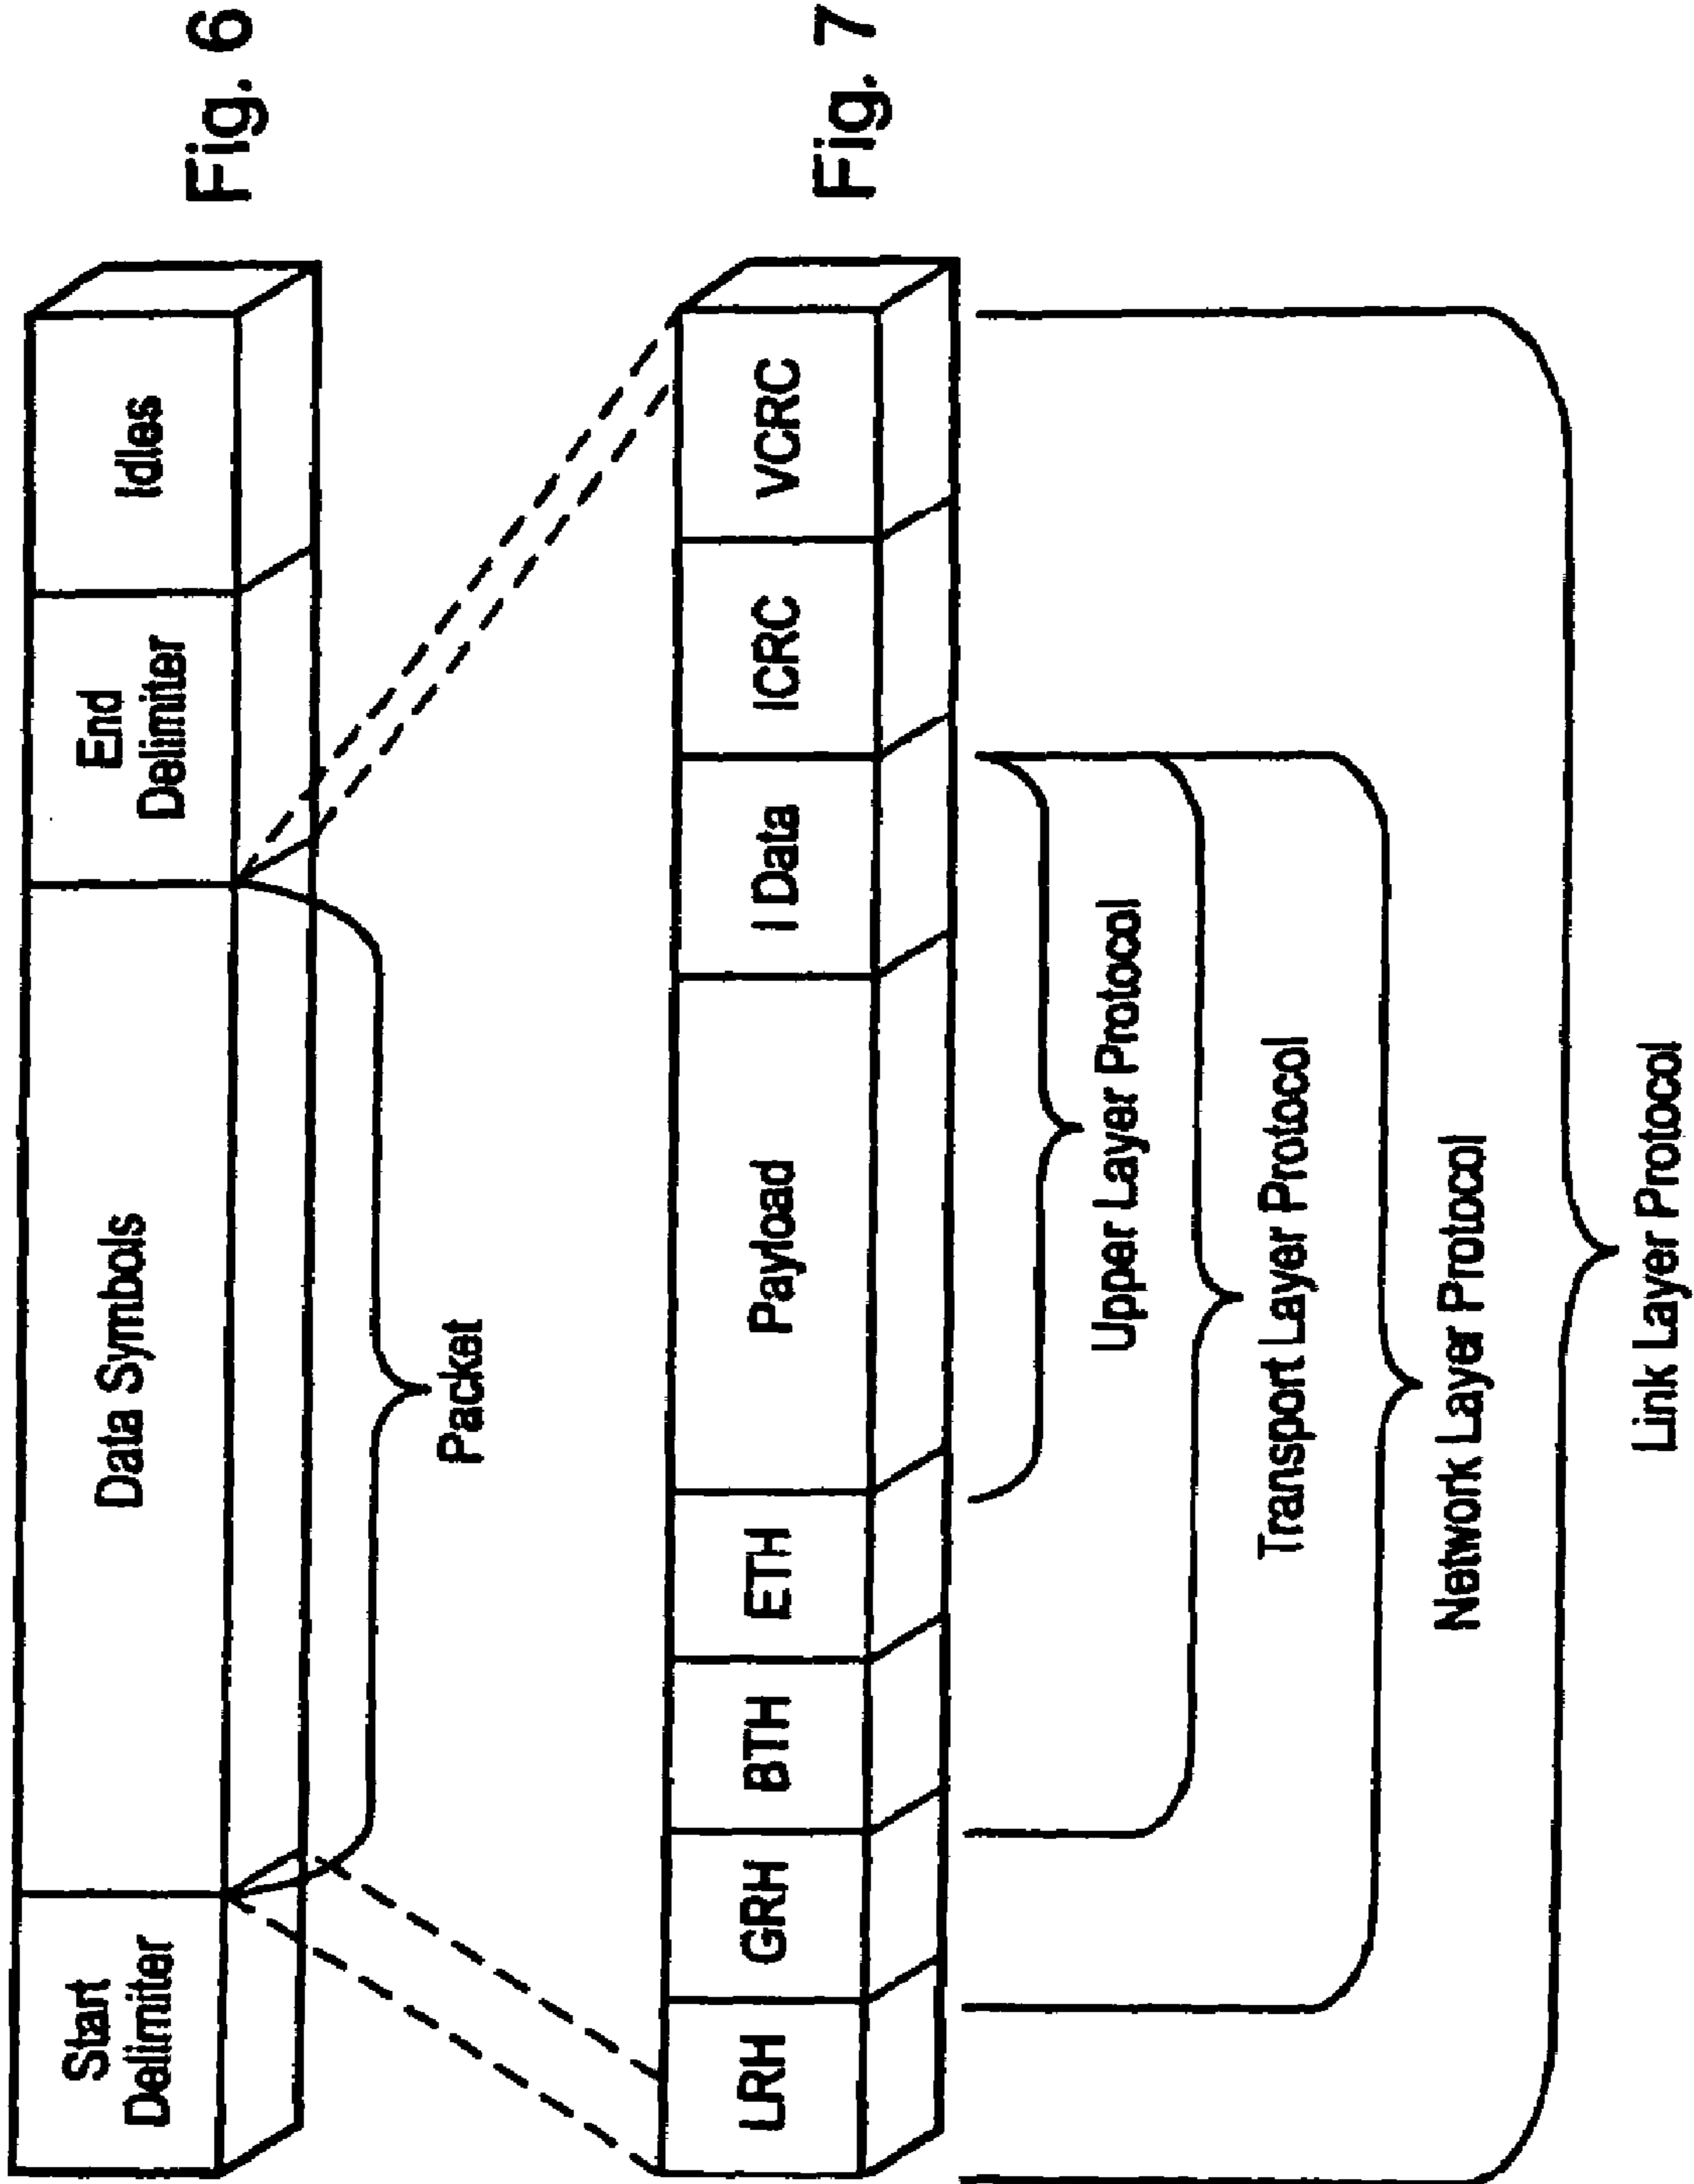 Start
Delimiter
Data Symbols
End
Delimiter
Idles
Packet
Fig. 6
LRH
GRH
BTH
ETH
Payload
I Data
ICRC
VCRC
Upper Layer Protocol
Transport Layer Protocol
Network Layer Protocol
Link Layer Protocol
Fig. 7